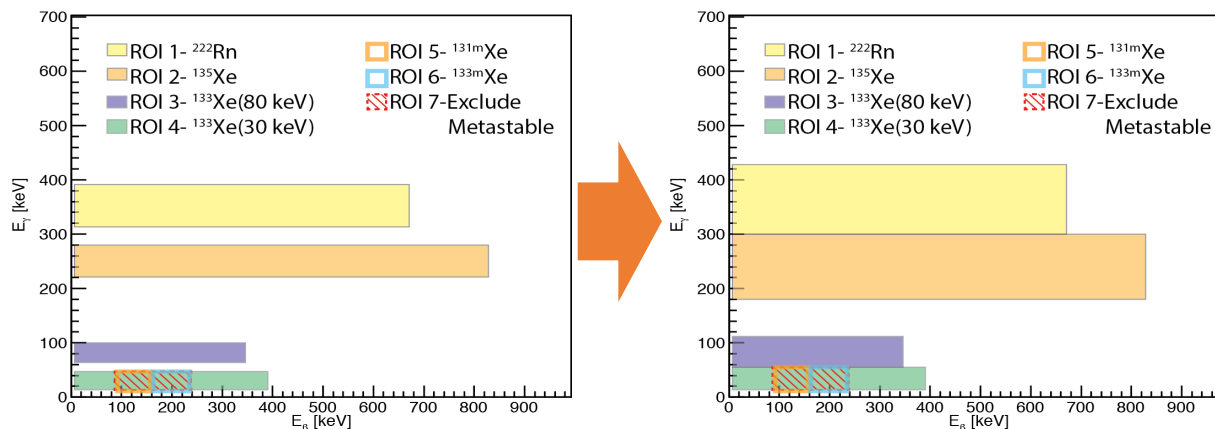 700
600
500
400
300
200
100
0
E_γ [keV]
ROI 1- ²²²Rn
ROI 2- ¹³⁵Xe
ROI 3- ¹³³Xe(80 keV)
ROI 4- ¹³³Xe(30 keV)
ROI 5- ¹³¹ᵐXe
ROI 6- ¹³³ᵐXe
ROI 7-Exclude
Metastable
0 100 200 300 400 500 600 700 800 900
E_β [keV]
700
600
500
400
300
200
100
0
E_γ [keV]
ROI 1- ²²²Rn
ROI 2- ¹³⁵Xe
ROI 3- ¹³³Xe(80 keV)
ROI 4- ¹³³Xe(30 keV)
ROI 5- ¹³¹ᵐXe
ROI 6- ¹³³ᵐXe
ROI 7-Exclude
Metastable
0 100 200 300 400 500 600 700 800 900
E_β [keV]